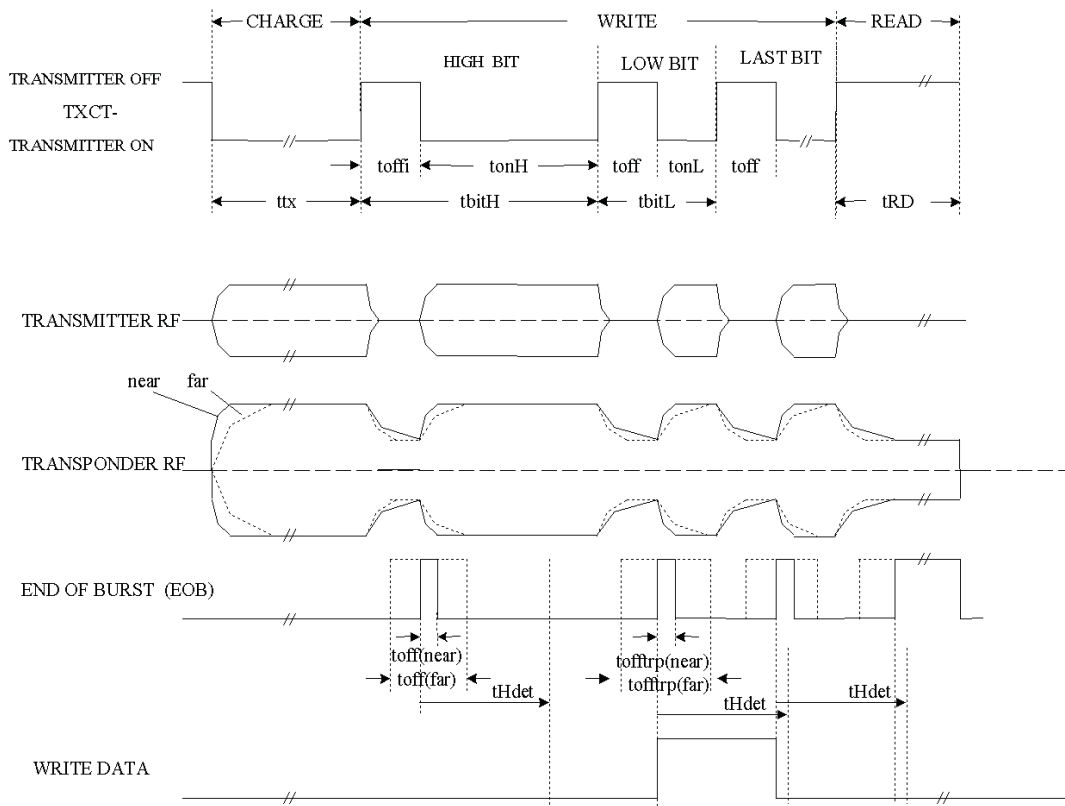 CHARGE WRITE READ
HIGH BIT LOW BIT LAST BIT
TRANSMITTER OFF
TXCT-
TRANSMITTER ON
toffi tonH toff tonL toff
ttx tbitH tbitL tRD
TRANSMITTER RF
near far
TRANSPONDER RF
END OF BURST (EOB)
toff(near) tofftrp(near)
toff(far) tofftrp(far)
tHdet tHdet tHdet
WRITE DATA